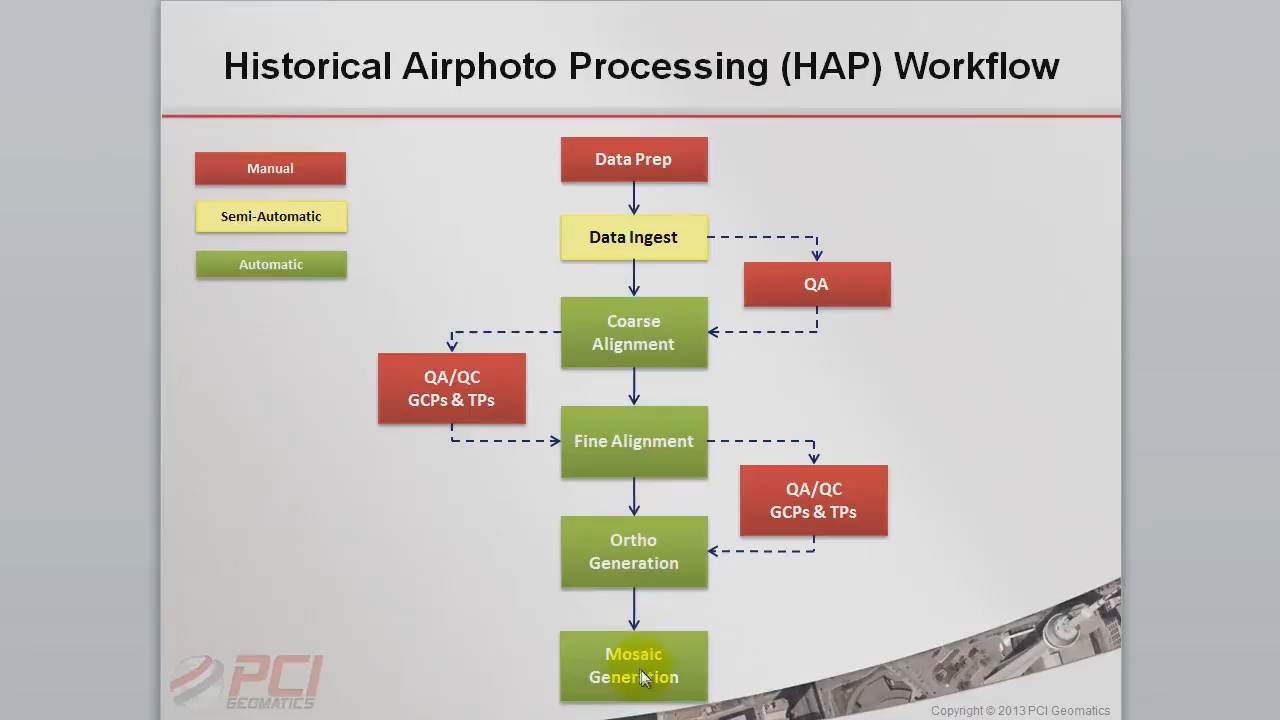 Historical Airphoto Processing (HAP) Workflow
Manual
Semi-Automatic
Automatic
Data Prep
Data Ingest
QA
Coarse
Alignment
QA/QC
GCPs & TPs
Fine Alignment
QA/QC
GCPs & TPs
Ortho
Generation
Mosaic
Generation
PCI
GEOMATICS
Copyright © 2013 PCI Geomatics